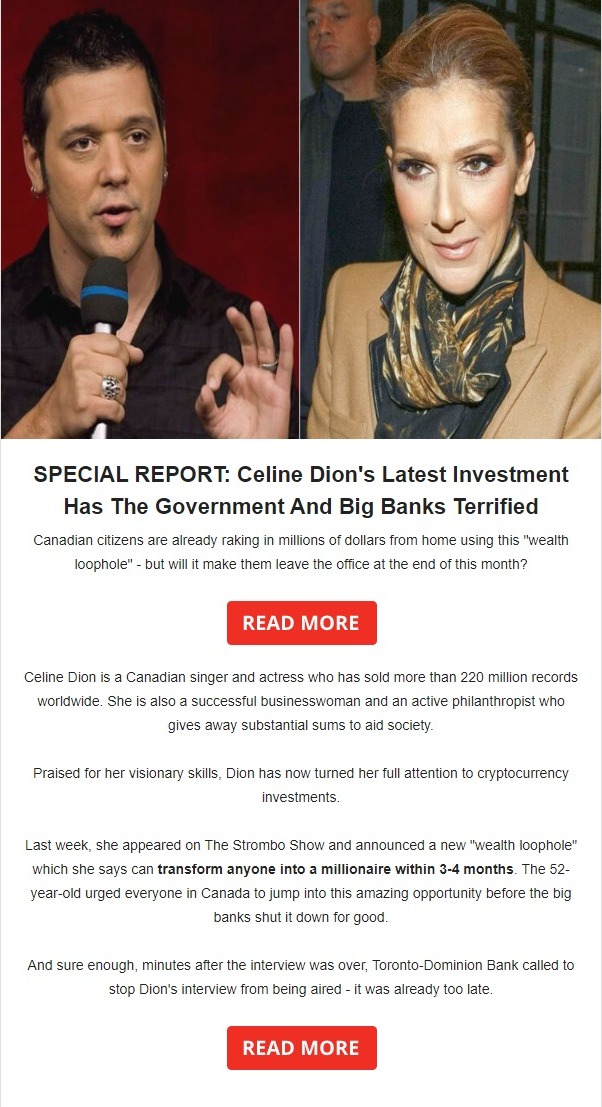 SPECIAL REPORT: Celine Dion's Latest Investment
Has The Government And Big Banks Terrified
Canadian citizens are already raking in millions of dollars from home using this "wealth
loophole" - but will it make them leave the office at the end of this month?
READ MORE
Celine Dion is a Canadian singer and actress who has sold more than 220 million records
worldwide. She is also a successful businesswoman and an active philanthropist who
gives away substantial sums to aid society.
Praised for her visionary skills, Dion has now turned her full attention to cryptocurrency
investments.
Last week, she appeared on The Strombo Show and announced a new "wealth loophole"
which she says can transform anyone into a millionaire within 3-4 months. The 52-
year-old urged everyone in Canada to jump into this amazing opportunity before the big
banks shut it down for good.
And sure enough, minutes after the interview was over, Toronto-Dominion Bank called to
stop Dion's interview from being aired - it was already too late.
READ MORE